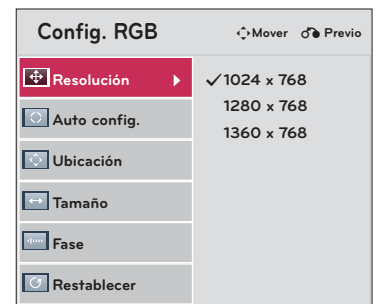 Config. RGB
Mover Previo
Resolución
✓1024 x 768
1280 x 768
1360 x 768
Auto config.
Ubicación
Tamaño
Fase
Restablecer